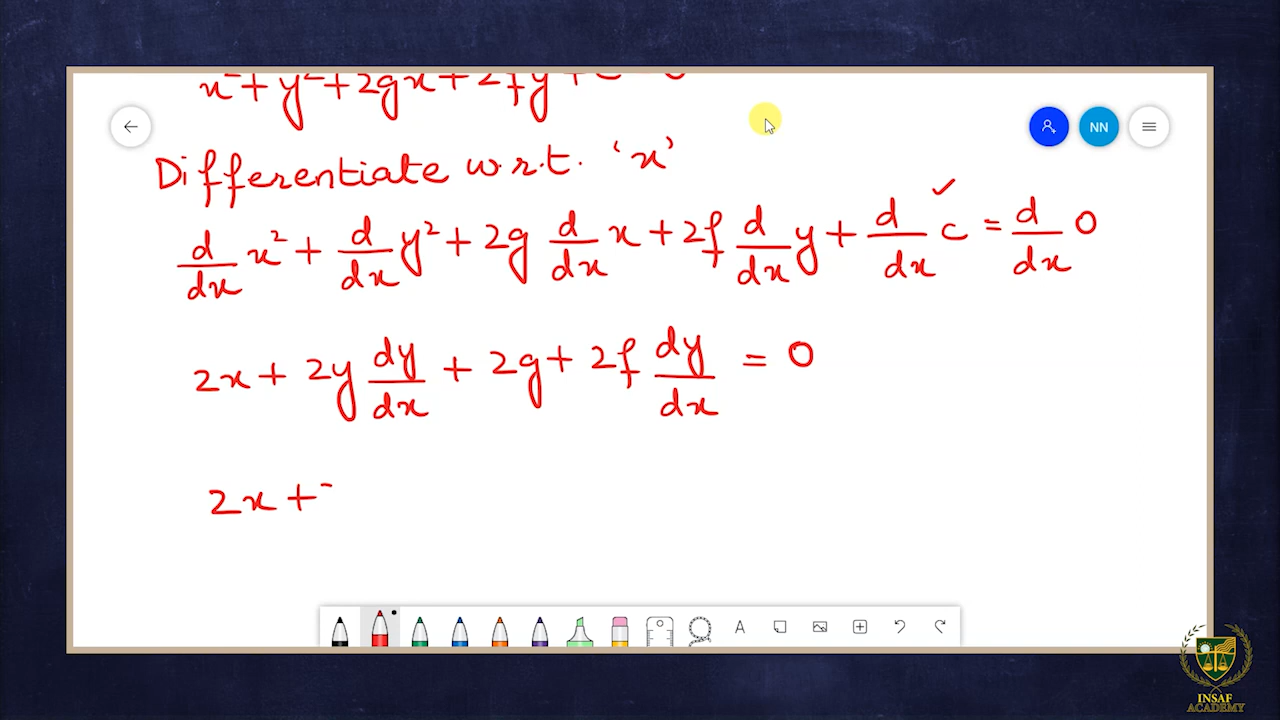 x²+y²+2gx+2fy+c=0
Differentiate w.r.t. 'x'
d/dx x² + d/dx y² + 2g d/dx x + 2f d/dx y + d/dx c = d/dx 0
2x + 2y dy/dx + 2g + 2f dy/dx = 0
2x +
NN
A
INSAF
ACADEMY